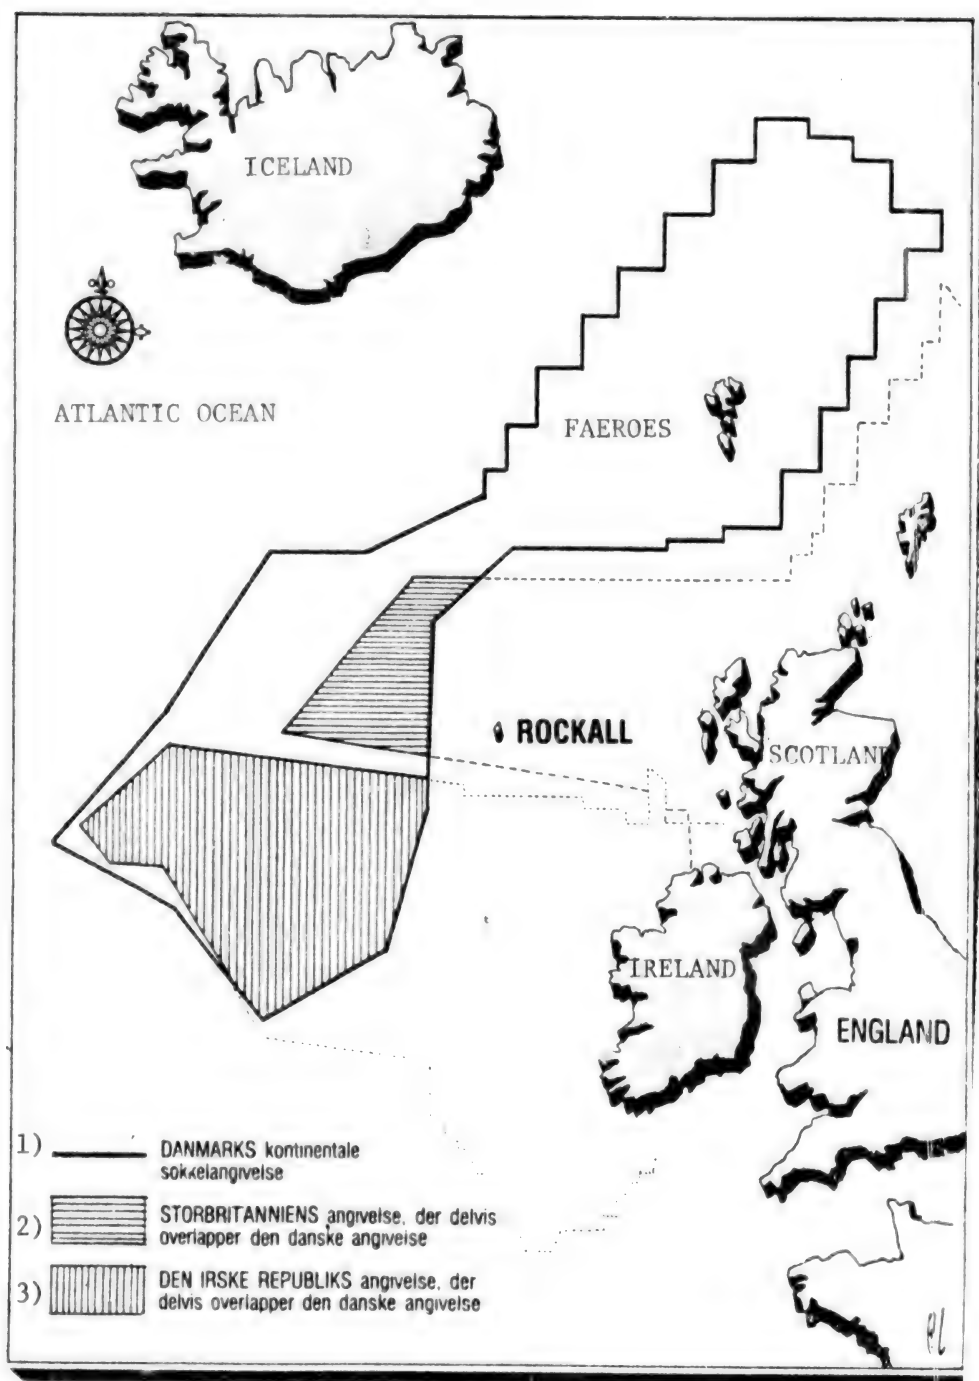 ICELAND
ATLANTIC OCEAN
FAEROES
ROCKALL
SCOTLAND
IRELAND
ENGLAND
1) DANMARKS kontinentale
sokkelangivelse
2) STORBRITANNIENS angivelse, der delvis
overlapper den danske angivelse
3) DEN IRSKE REPUBLIKS angivelse, der
delvis overlapper den danske angivelse